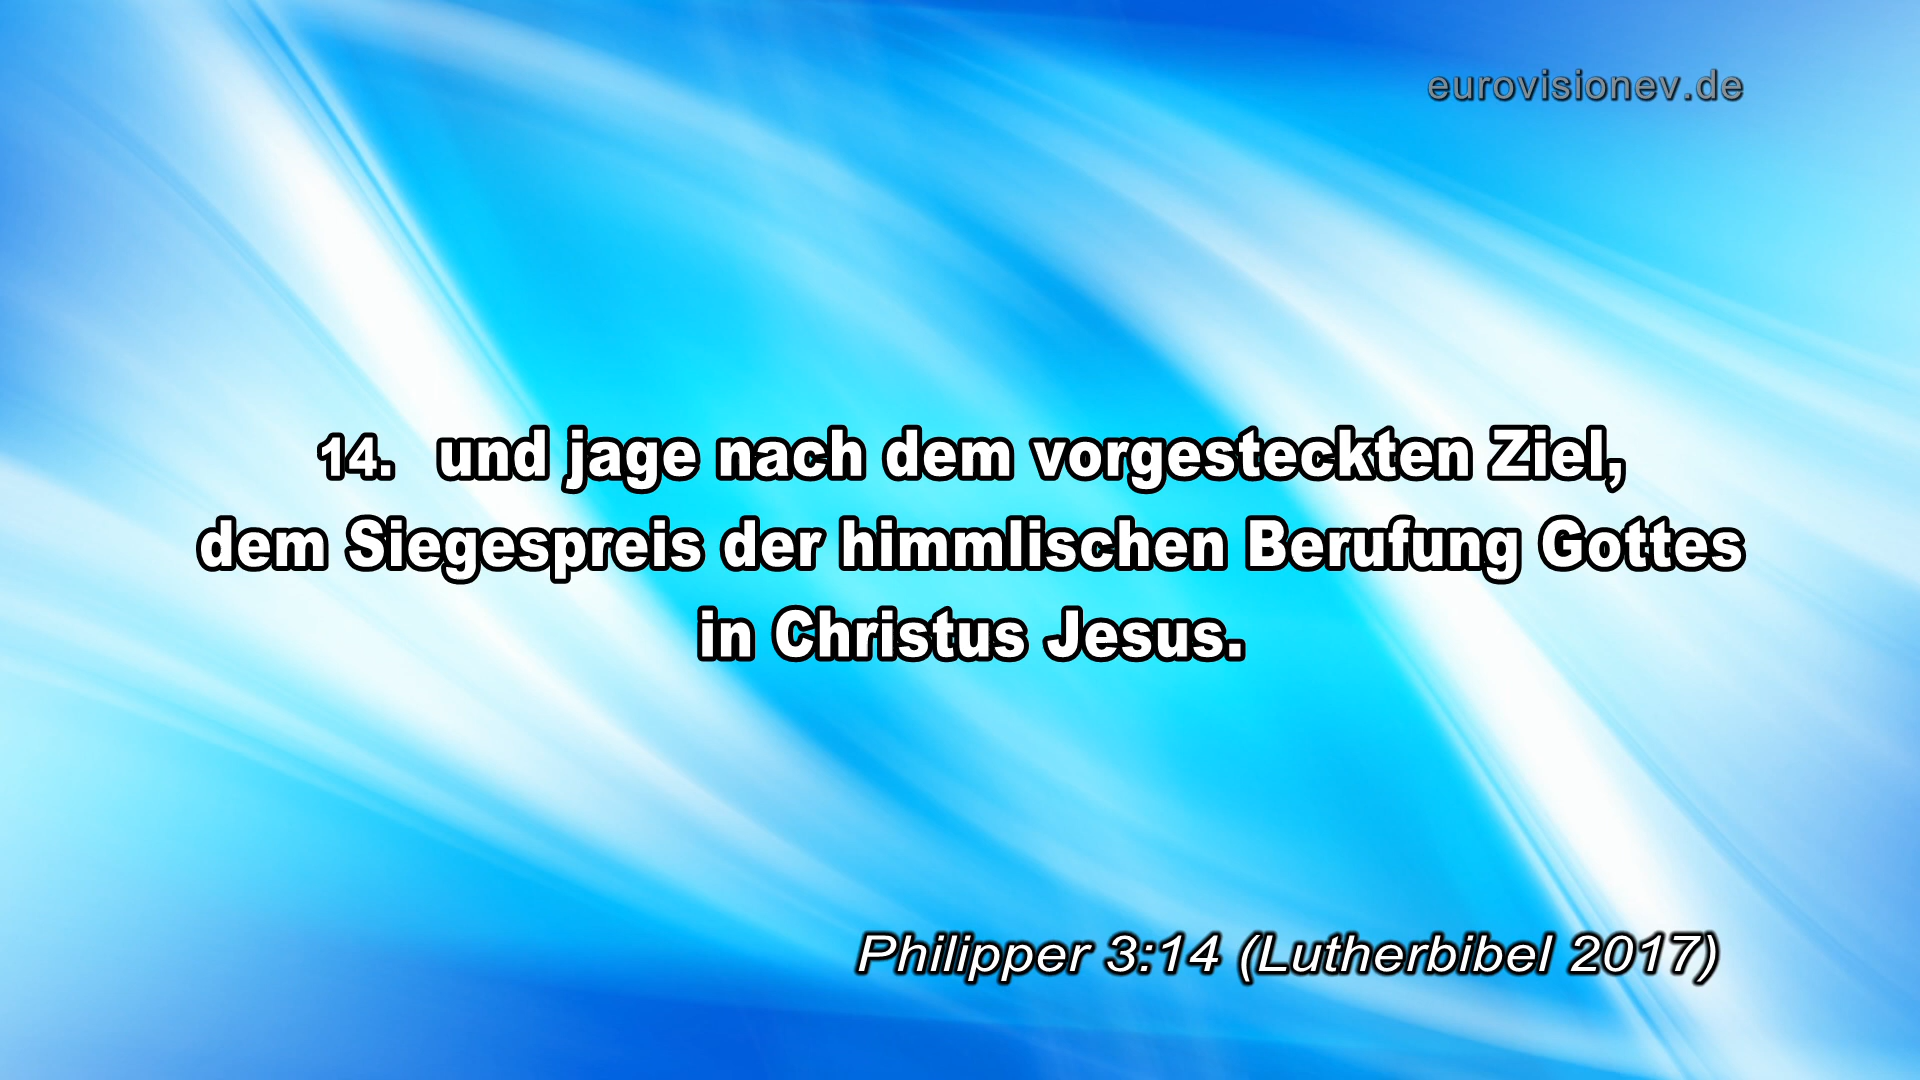 eurovisionev.de
14. und jage nach dem vorgesteckten Ziel,
dem Siegespreis der himmlischen Berufung Gottes
in Christus Jesus.
Philipper 3:14 (Lutherbibel 2017)